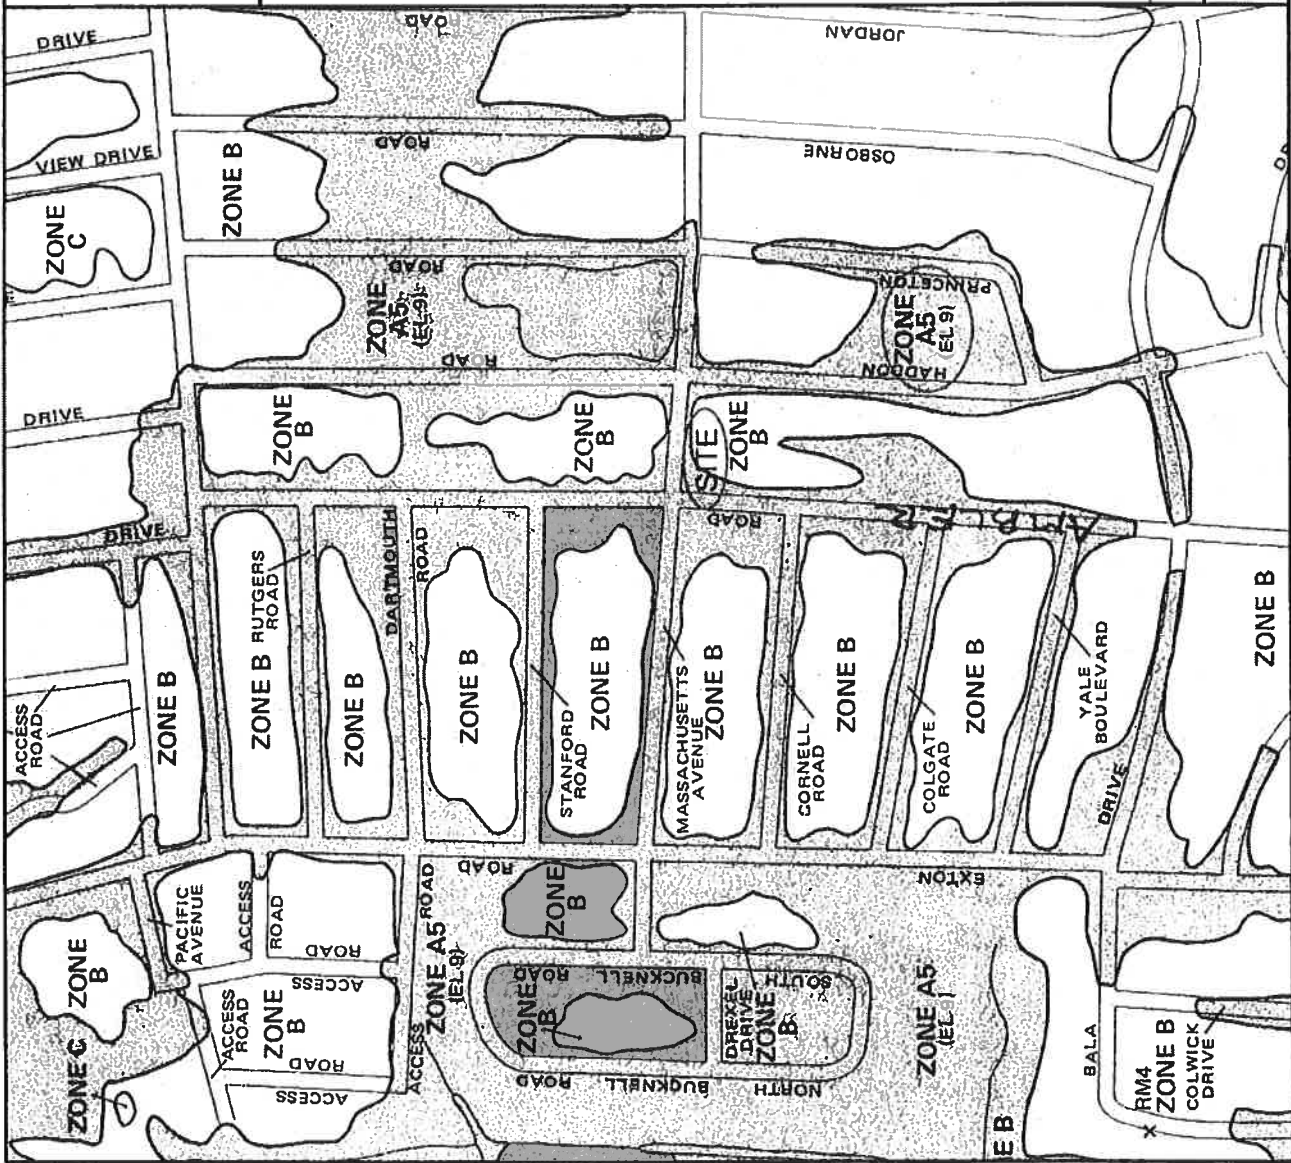 OAD
JORDAN
DRIVE
ROAD
OSBORNE
VIEW DRIVE
ZONE B
ZONE
C
ROAD
PRINCETON
ZONE
A5
(EL 9)
ZONE
A5
(EL 9)
ROAD
HADDON
DRIVE
ZONE
B
ZONE
B
SITE
ZONE
B
DRIVE
ROAD
AMBLER
RUTGERS
ROAD
DARTMOUTH
ROAD
ZONE B
ZONE B
ZONE B
ZONE B
ZONE B
ZONE B
ZONE B
ZONE B
ZONE B
ACCESS
ROAD
STANFORD
ROAD
MASSACHUSETTS
AVENUE
CORNELL
ROAD
COLGATE
ROAD
YALE
BOULEVARD
DRIVE
ROAD
EXTON
PACIFIC
AVENUE
ACCESS
ROAD
ROAD
ACCESS
ROAD
ZONE A5
(EL 9)
ZONE
B
ZONE
B
ACCESS
ROAD
ZONE
B
ROAD
ACCESS
ACCESS
ROAD
BUCKNELL
SOUTH
ZONE
B
DREXEL
DRIVE
ZONE
B
ROAD
BUCKNELL
NORTH
ZONE A5
(EL )
ZONE C
BALA
RM4
ZONE B
COLWICK
DRIVE
E B